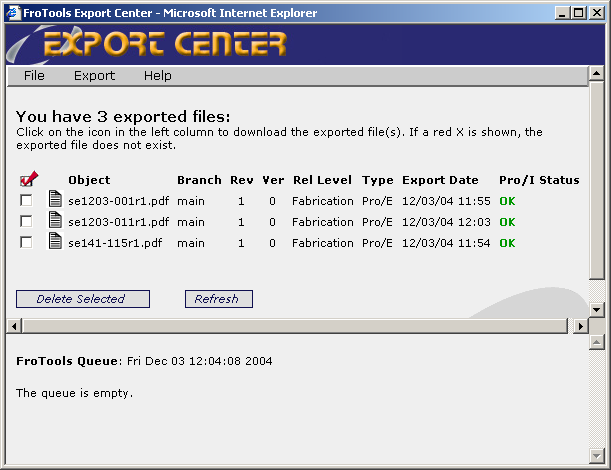 FroTools Export Center - Microsoft Internet Explorer
EXPORT CENTER
File Export Help
You have 3 exported files:
Click on the icon in the left column to download the exported file(s). If a red X is shown, the
exported file does not exist.
Object Branch Rev Ver Rel Level Type Export Date Pro/I Status
se1203-001r1.pdf main 1 0 Fabrication Pro/E 12/03/04 11:55 OK
se1203-011r1.pdf main 1 0 Fabrication Pro/E 12/03/04 12:03 OK
se141-115r1.pdf main 1 0 Fabrication Pro/E 12/03/04 11:54 OK
Delete Selected Refresh
FroTools Queue: Fri Dec 03 12:04:08 2004
The queue is empty.